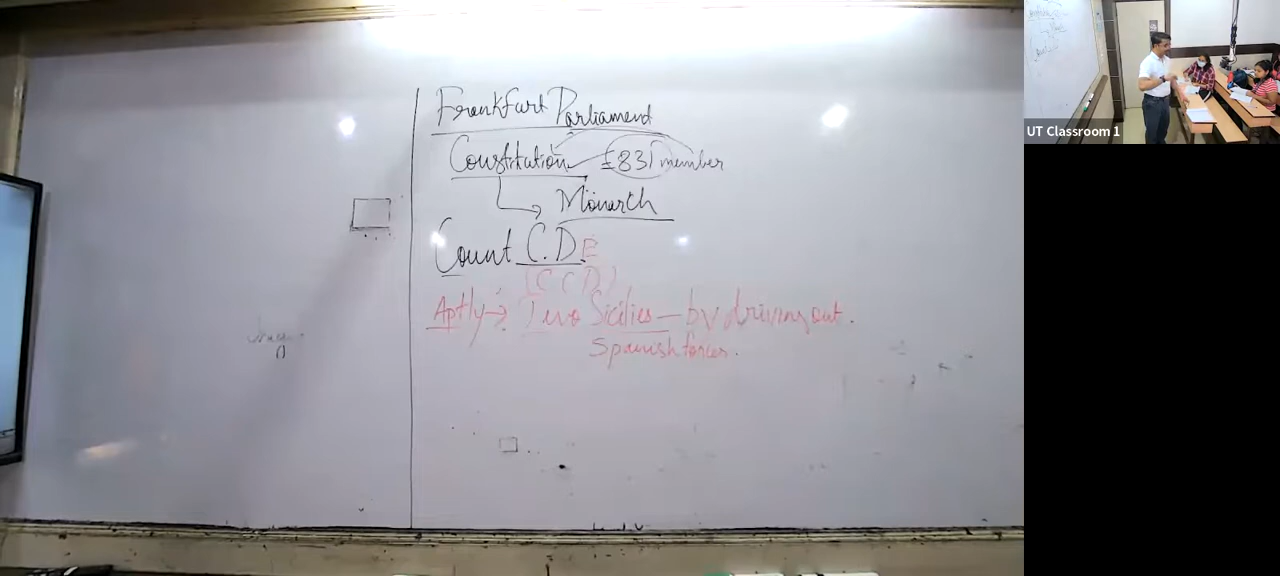 Frankfurt Parliament
Constitution 831 member
Monarch
Count C.D.E
(C C D)
Aptly → Two Sicilies – by driving out.
Spanish forces.
UT Classroom 1